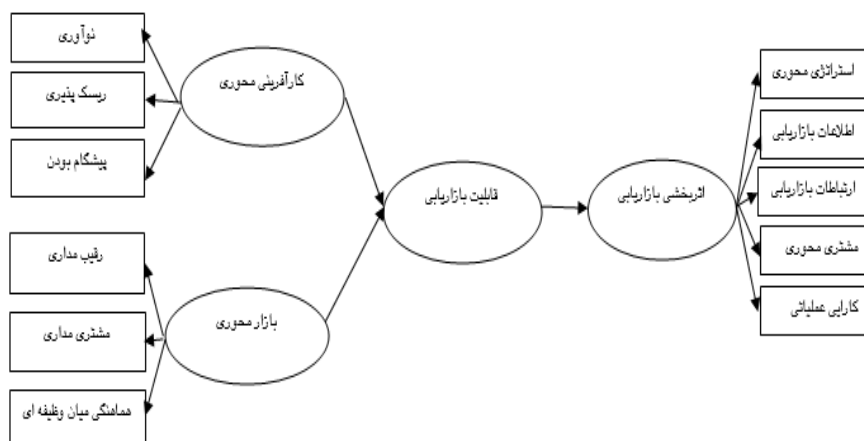 نوآوری
ریسک پذیری
پیشگام بودن
کارآفرینی محوری
رقیب مداری
مشتری مداری
هماهنگی میان وظیفه ای
بازار محوری
قابلیت بازاریابی
اثربخشی بازاریابی
استراتژی محوری
اطلاعات بازاریابی
ارتباطات بازاریابی
مشتری محوری
کارایی عملیاتی